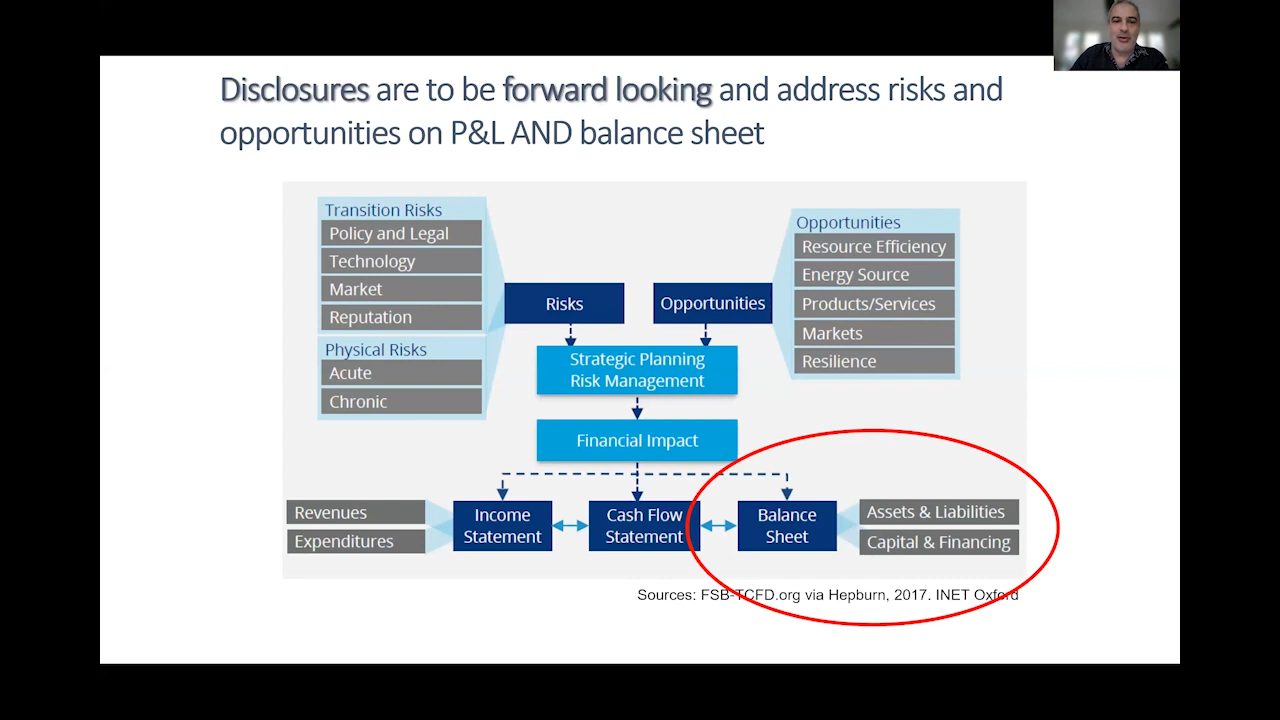 Disclosures are to be forward looking and address risks and
opportunities on P&L AND balance sheet
Transition Risks
Policy and Legal
Technology
Market
Reputation
Physical Risks
Acute
Chronic
Risks
Opportunities
Opportunities
Resource Efficiency
Energy Source
Products/Services
Markets
Resilience
Strategic Planning
Risk Management
Financial Impact
Revenues
Expenditures
Income
Statement
Cash Flow
Statement
Balance
Sheet
Assets & Liabilities
Capital & Financing
Sources: FSB-TCFD.org via Hepburn, 2017. INET Oxford